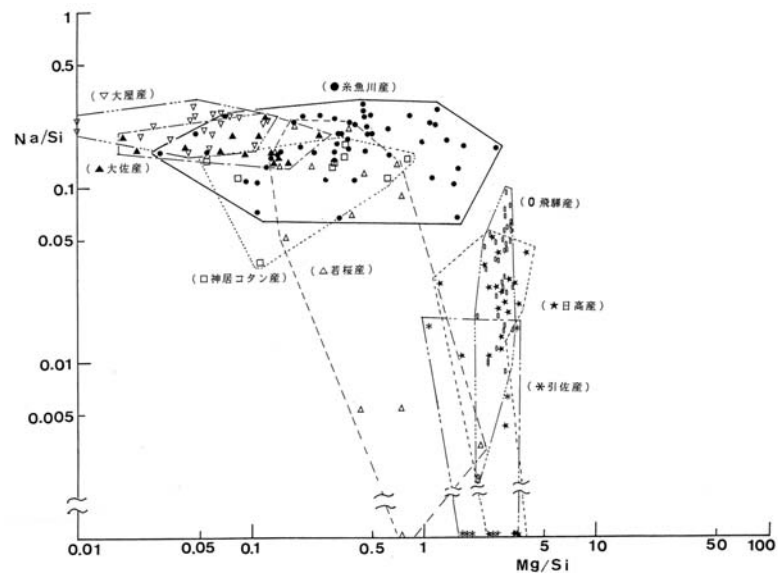 1
0.5
Na/Si
0.1
0.05
0.01
0.005
(▽大屋産)
(●糸魚川産)
(▲大佐産)
(□神居コタン産)
(△若桜産)
(0飛騨産)
(★日高産)
(*引佐産)
0.01
0.05
0.1
0.5
1
5
10
50
100
Mg/Si